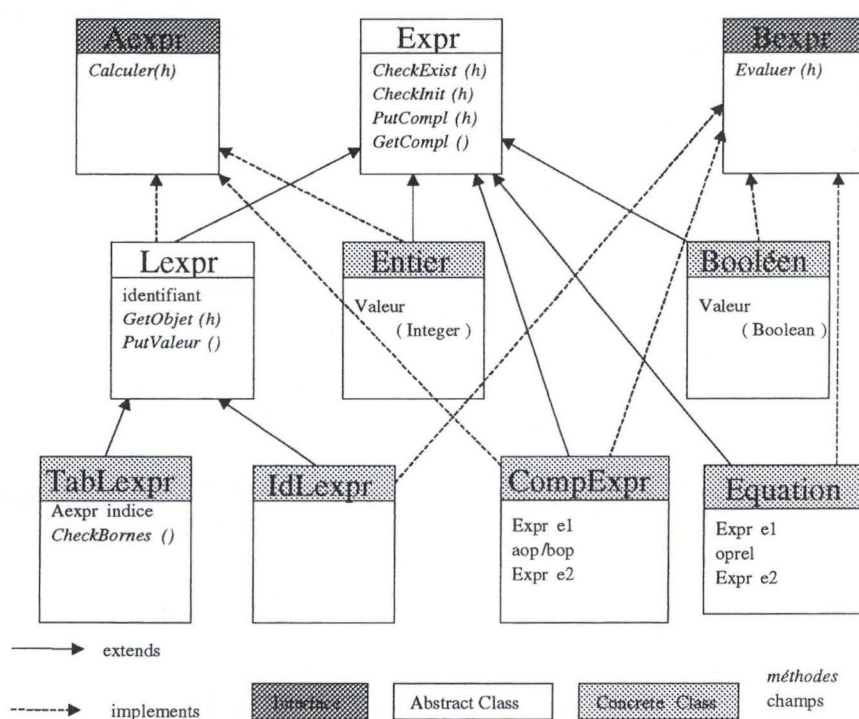 Aexpr
Calculer(h)
Expr
CheckExist (h)
CheckInit (h)
PutCompl (h)
GetCompl ()
Bexpr
Evaluer (h)
Lexpr
identifiant
GetObjet (h)
PutValeur ()
Entier
Valeur
( Integer )
Booléen
Valeur
( Boolean )
TabLexpr
Aexpr indice
CheckBornes ()
IdLexpr
CompExpr
Expr e1
aop/bop
Expr e2
Equation
Expr e1
oprel
Expr e2
extends
implements
Interface
Abstract Class
Concrete Class
méthodes
champs